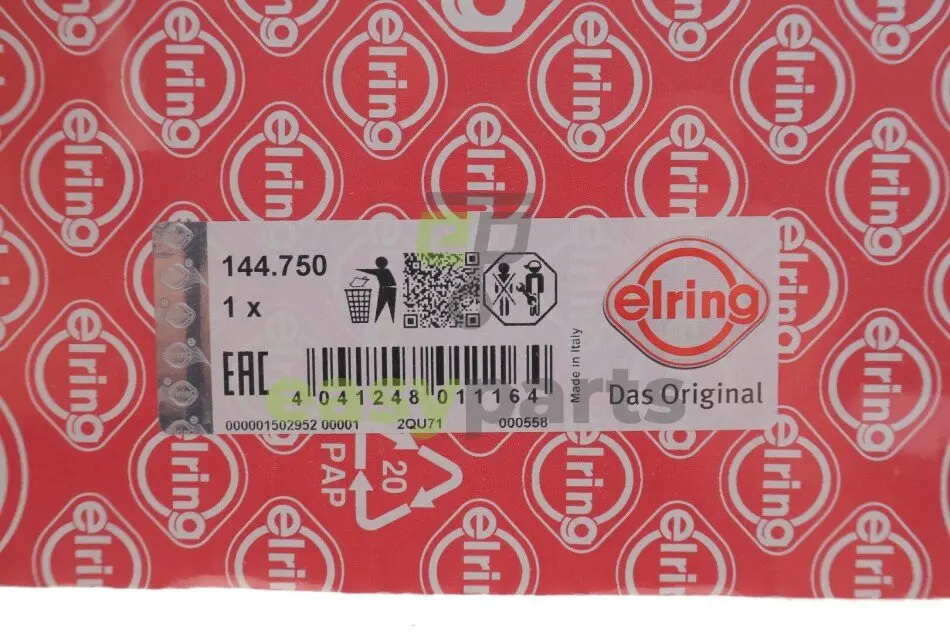 144.750
1 x
EAC
4 041248 011164
000001502952 00001 2QU71 000558
Made in Italy
elring
Das Original
easyparts
20
PAP